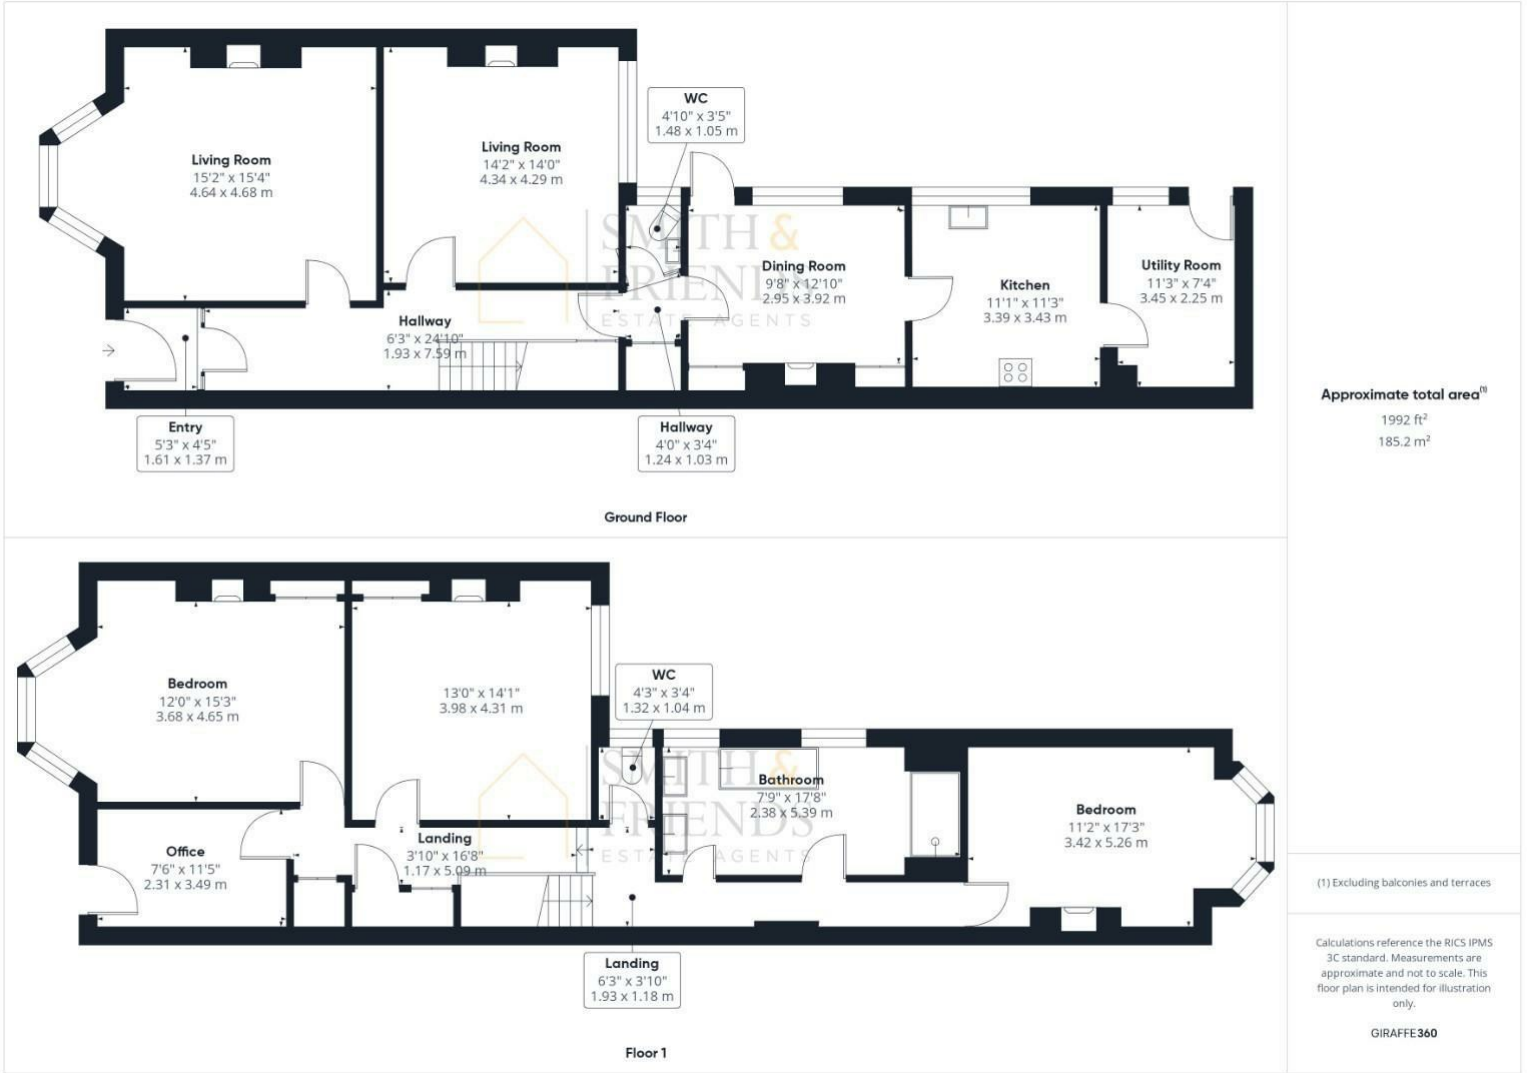 Living Room
15'2" x 15'4"
4.64 x 4.68 m
Living Room
14'2" x 14'0"
4.34 x 4.29 m
WC
4'10" x 3'5"
1.48 x 1.05 m
Dining Room
9'8" x 12'10"
2.95 x 3.92 m
Kitchen
11'1" x 11'3"
3.39 x 3.43 m
Utility Room
11'3" x 7'4"
3.45 x 2.25 m
Hallway
6'3" x 24'10"
1.93 x 7.59 m
SMITH &
FRIENDS
ESTATE AGENTS
Entry
5'3" x 4'5"
1.61 x 1.37 m
Hallway
4'0" x 3'4"
1.24 x 1.03 m
Ground Floor
Bedroom
12'0" x 15'3"
3.68 x 4.65 m
13'0" x 14'1"
3.98 x 4.31 m
WC
4'3" x 3'4"
1.32 x 1.04 m
Bathroom
7'9" x 17'8"
2.38 x 5.39 m
Bedroom
11'2" x 17'3"
3.42 x 5.26 m
Office
7'6" x 11'5"
2.31 x 3.49 m
Landing
3'10" x 16'8"
1.17 x 5.09 m
SMITH &
FRIENDS
ESTATE AGENTS
Landing
6'3" x 3'10"
1.93 x 1.18 m
Floor 1
Approximate total area(1)
1992 ft²
185.2 m²
(1) Excluding balconies and terraces
Calculations reference the RICS IPMS
3C standard. Measurements are
approximate and not to scale. This
floor plan is intended for illustration
only.
GIRAFFE360